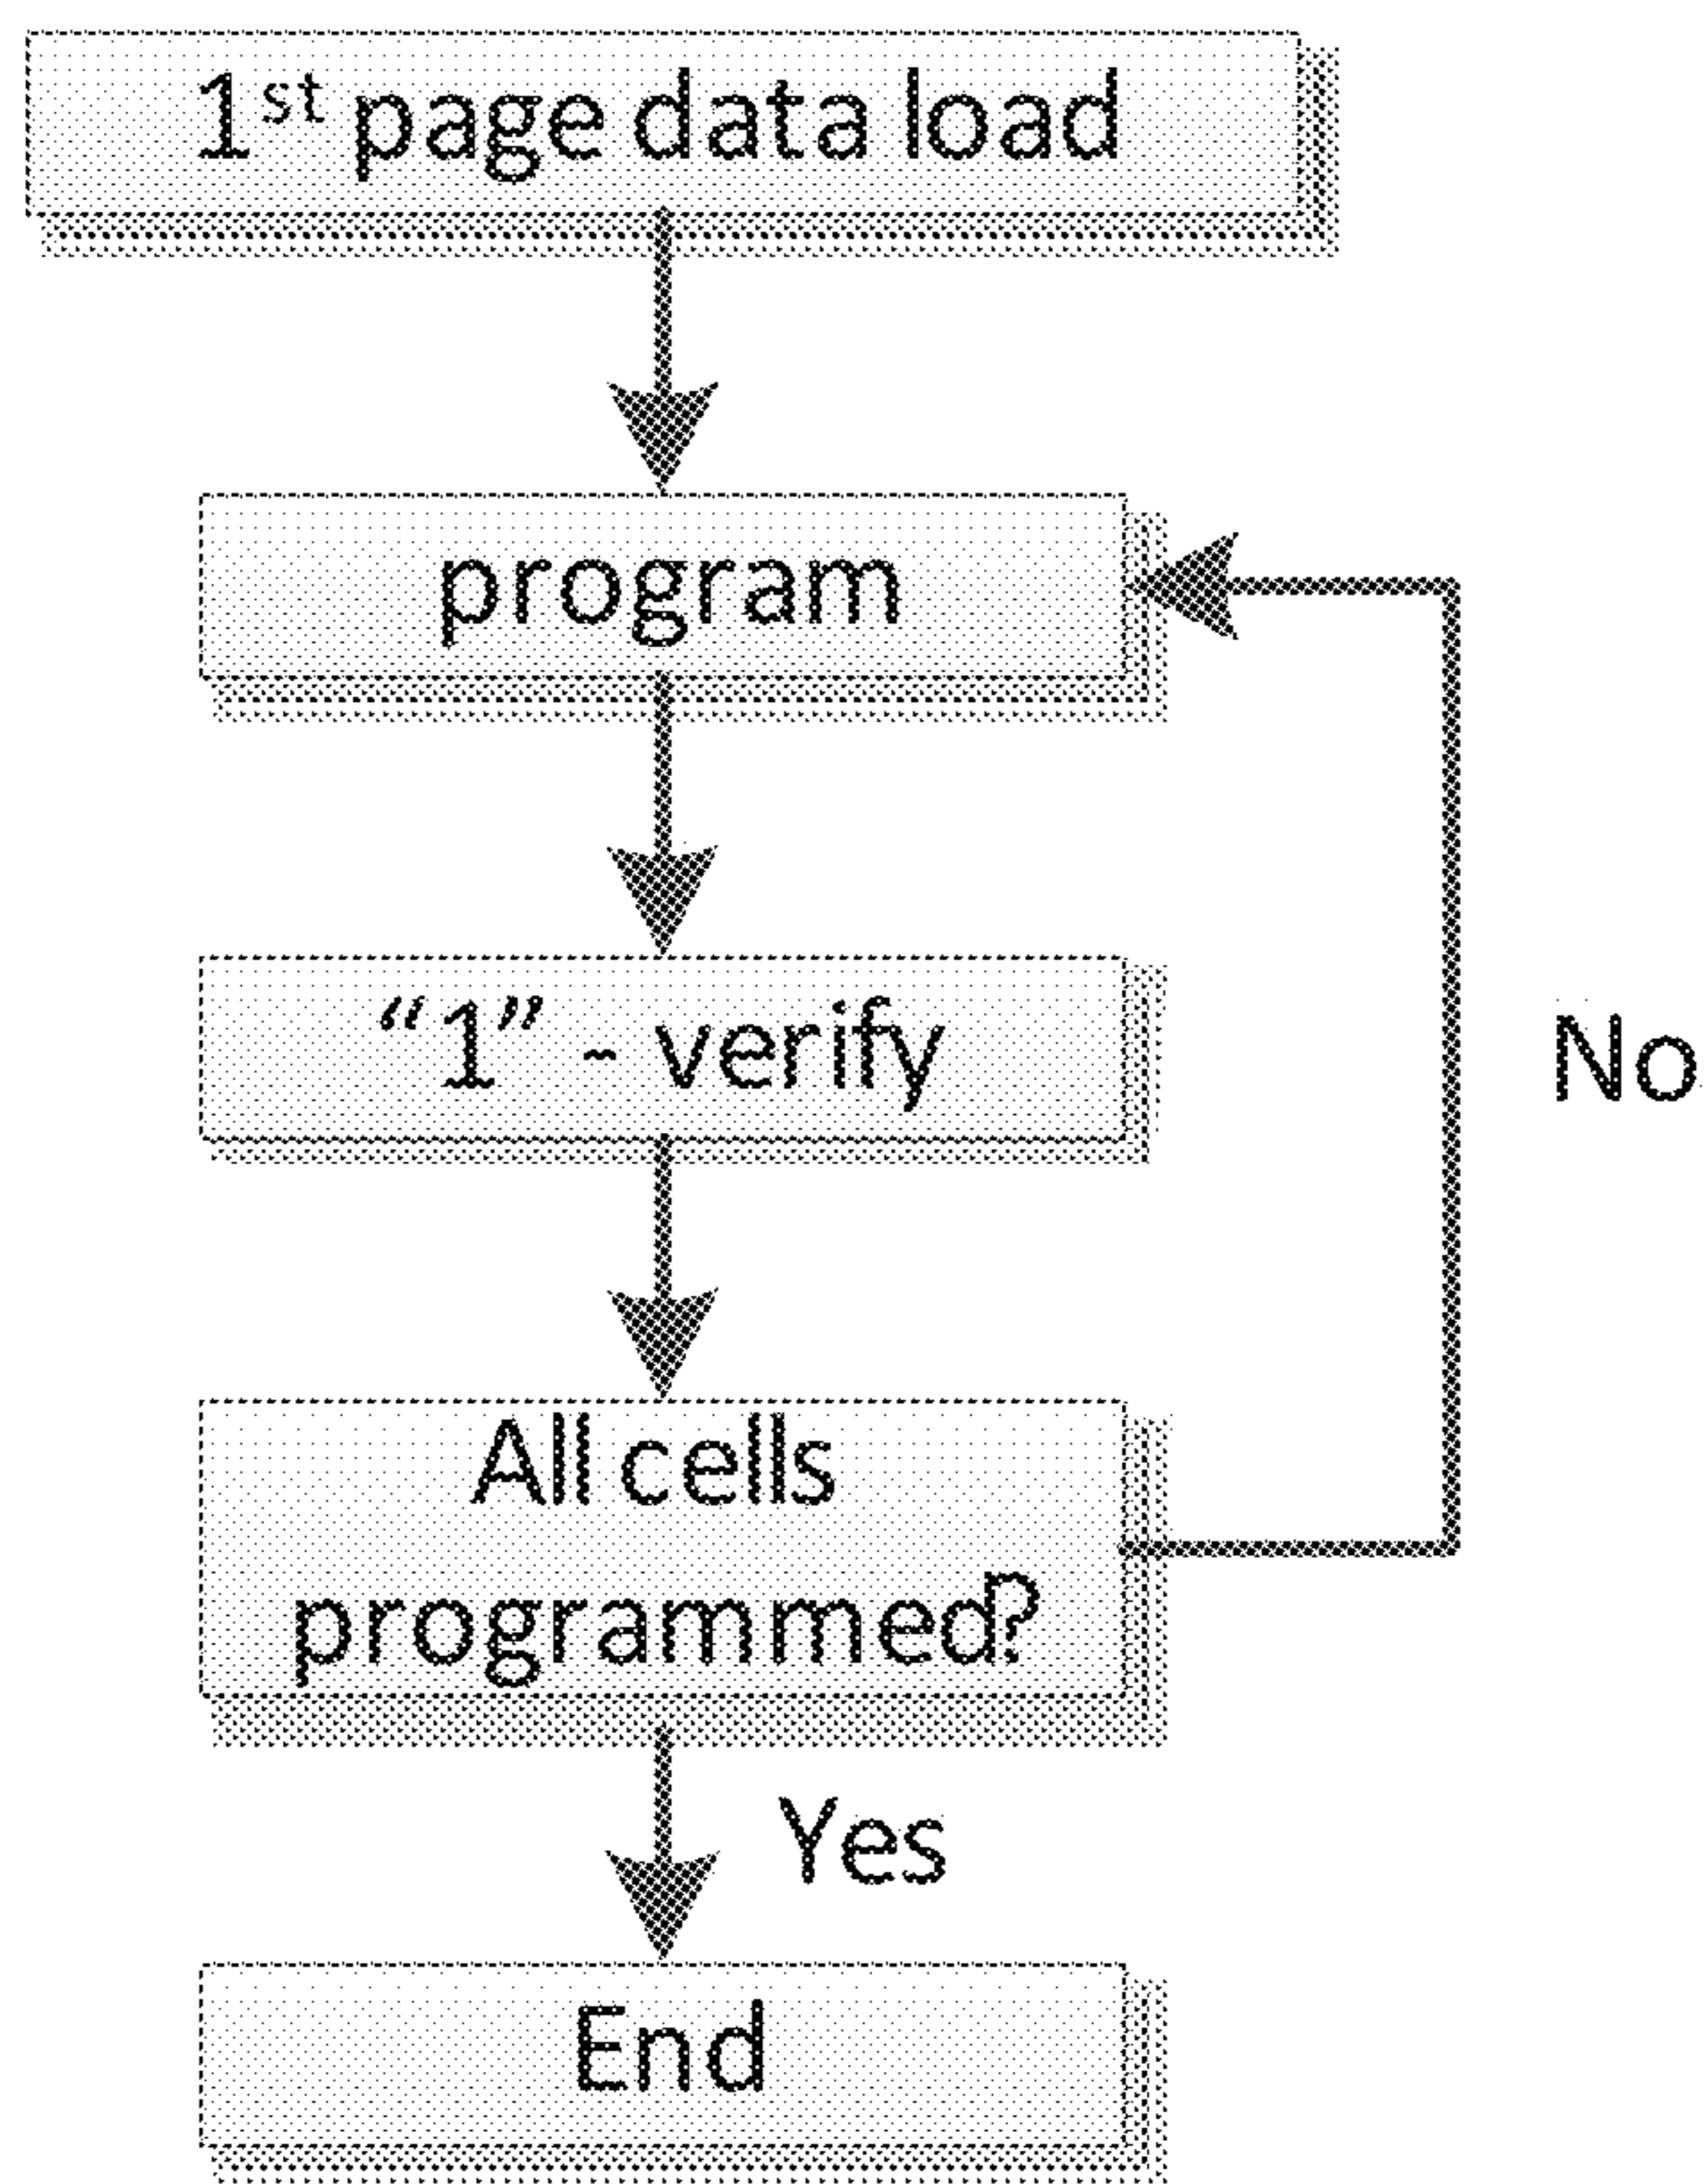 1st page data load
program
“1” - verify
No
All cells
programmed?
Yes
End